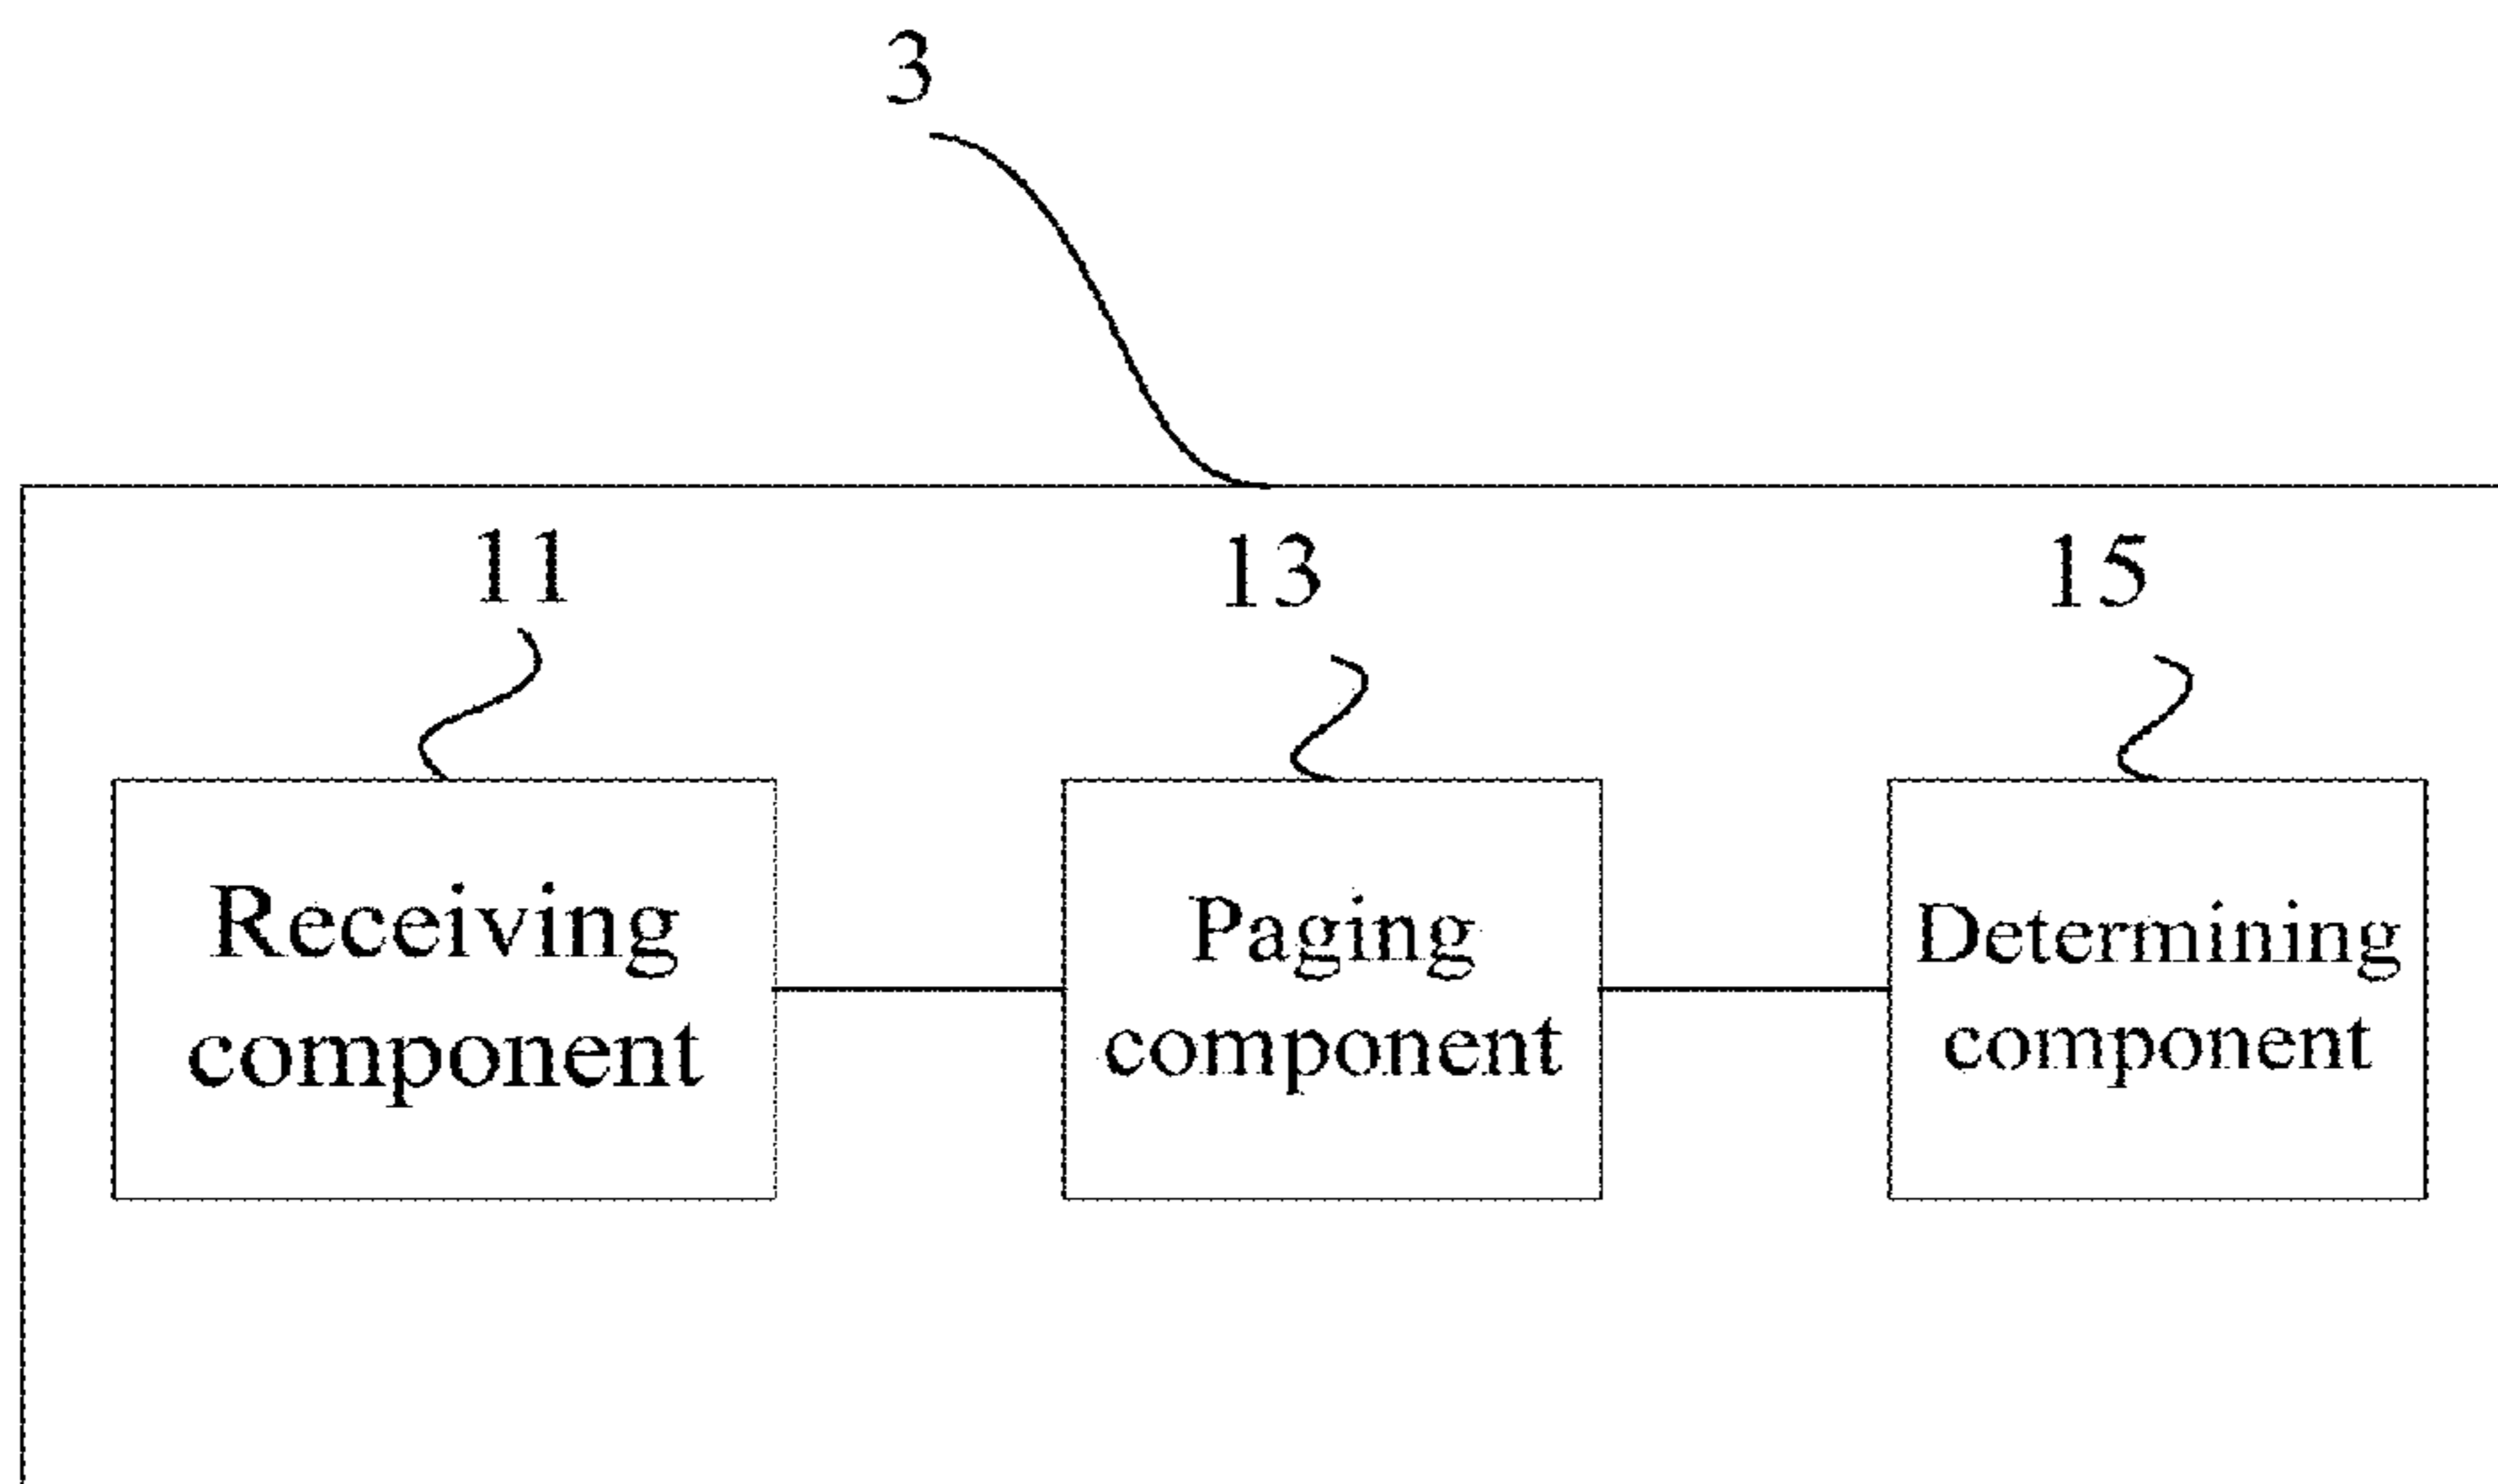 3
11
13
15
Receiving
component
Paging
component
Determining
component